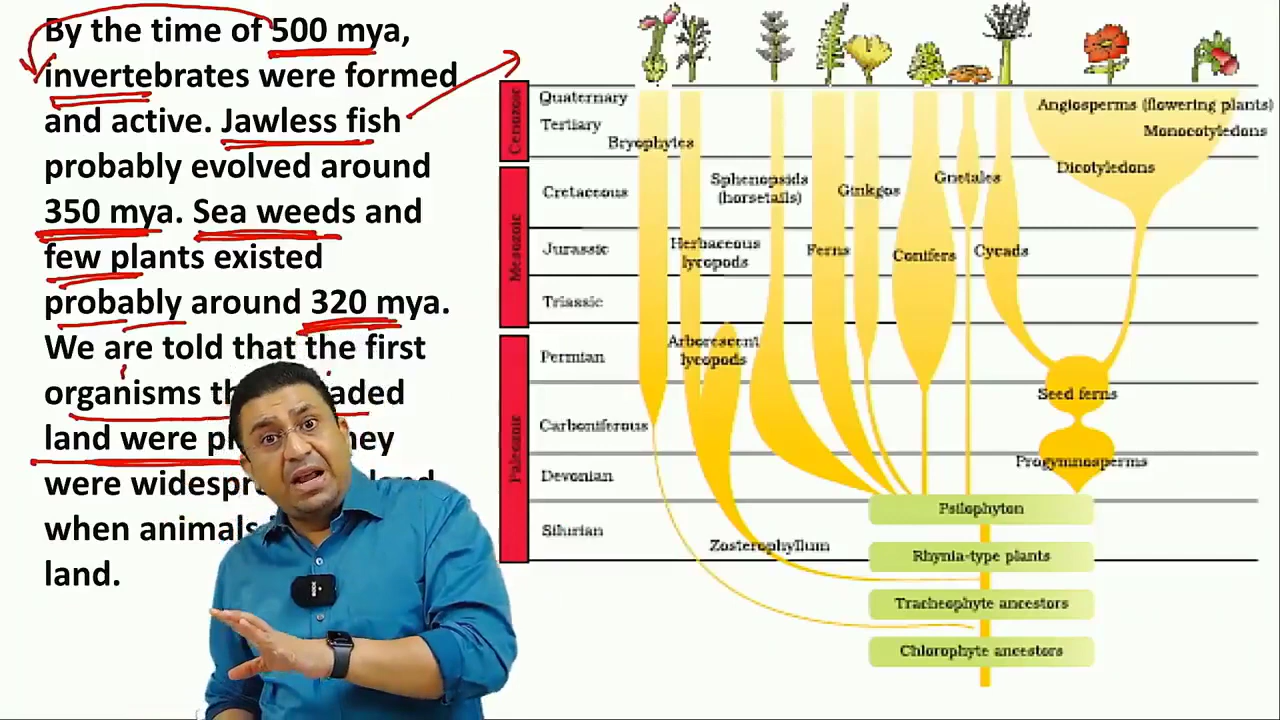 By the time of 500 mya,
invertebrates were formed
and active. Jawless fish
probably evolved around
350 mya. Sea weeds and
few plants existed
probably around 320 mya.
We are told that the first
organisms
land were
were
when animals
land.
Cenozoic
Quaternary
Tertiary
Bryophytes
Angiosperms (flowering plants)
Monocotyledons
Dicotyledons
Mesozoic
Cretaceous
Sphenopsids
(horsetails)
Ginkgos
Gnetales
Jurassic
Herbaceous
lycopods
Ferns
Conifers
Cycads
Triassic
Paleozoic
Permian
Arborescent
lycopods
Seed ferns
Carboniferous
Progymnosperms
Devonian
Psilophyton
Silurian
Zosterophyllum
Rhynia-type plants
Tracheophyte ancestors
Chlorophyte ancestors